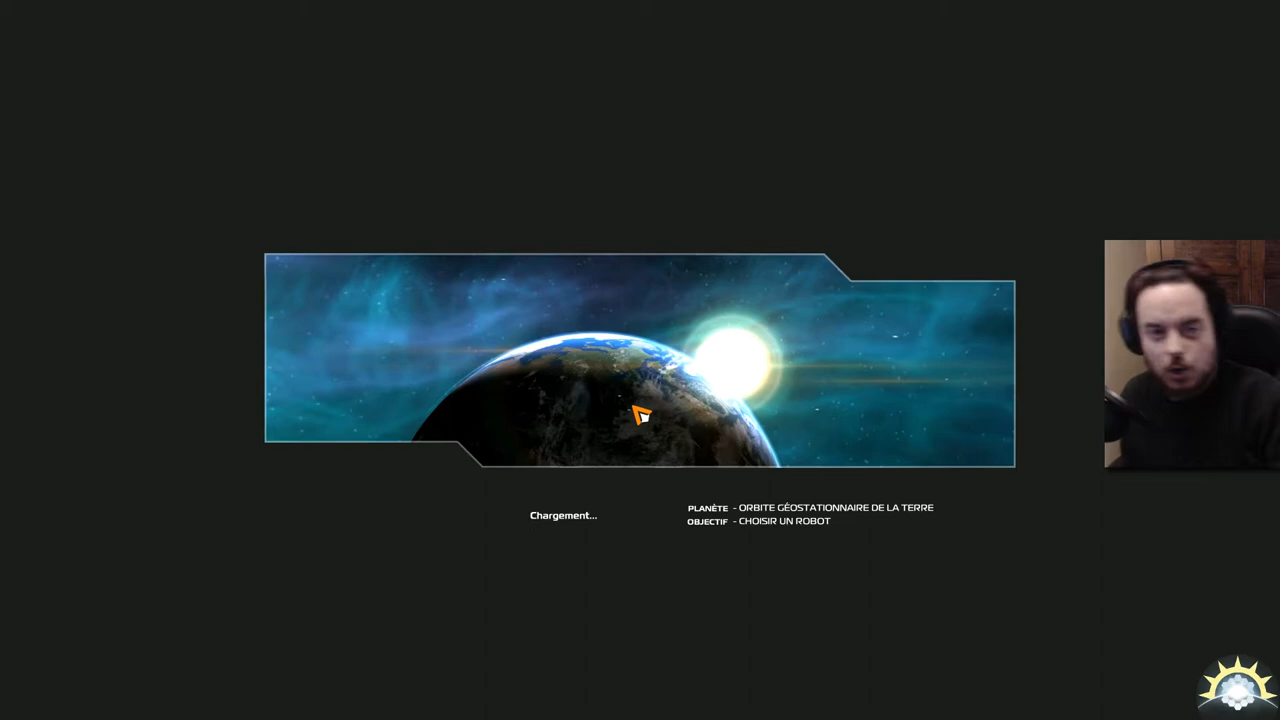 Chargement...
PLANÈTE - ORBITE GÉOSTATIONNAIRE DE LA TERRE
OBJECTIF - CHOISIR UN ROBOT